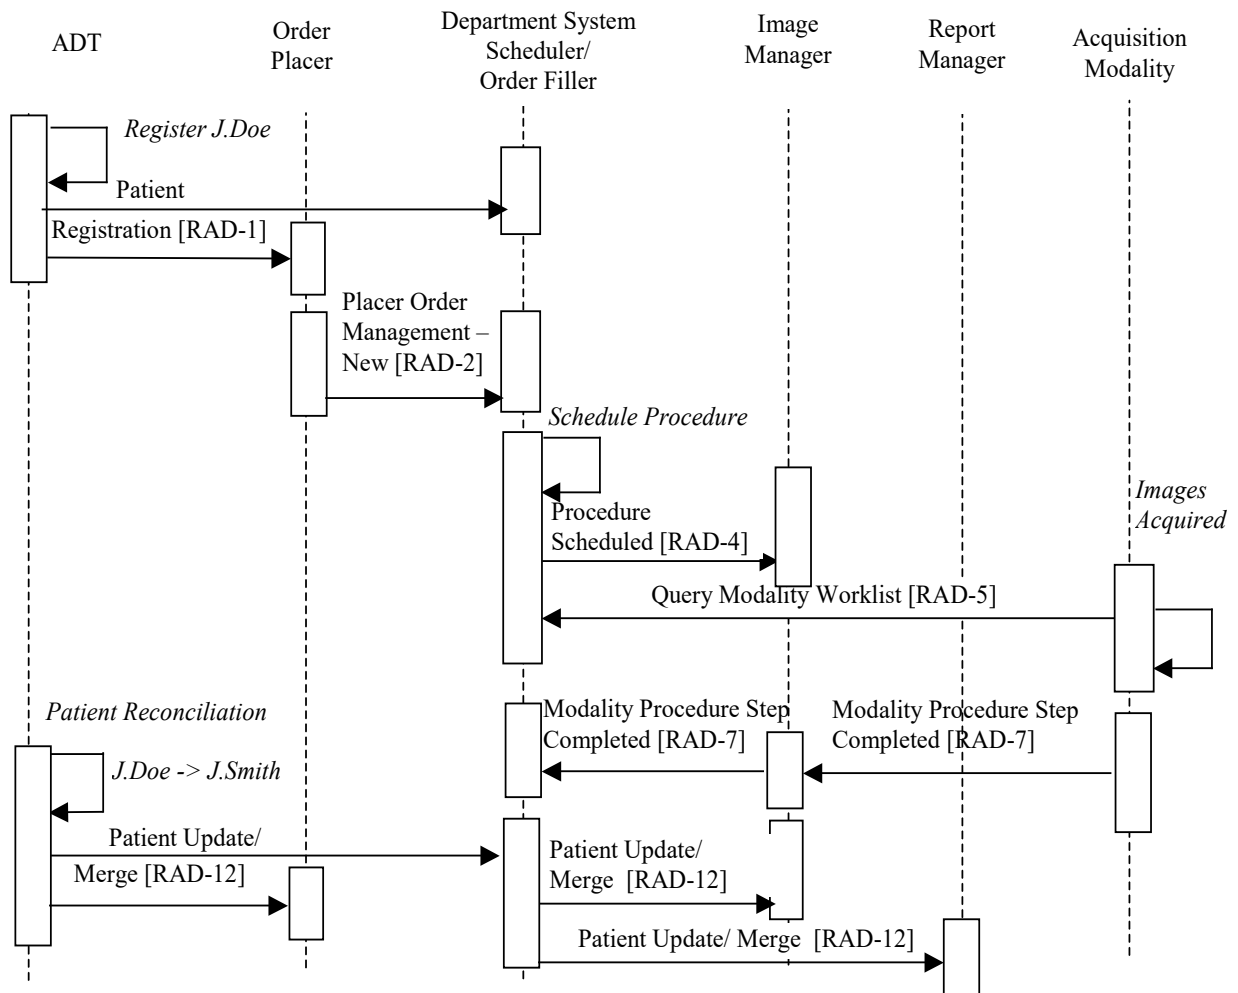 ADT
Order
Placer
Department System
Scheduler/
Order Filler
Image
Manager
Report
Manager
Acquisition
Modality
Register J.Doe
Patient
Registration [RAD-1]
Placer Order
Management –
New [RAD-2]
Schedule Procedure
Procedure
Scheduled [RAD-4]
Images
Acquired
Query Modality Worklist [RAD-5]
Modality Procedure Step
Completed [RAD-7]
Modality Procedure Step
Completed [RAD-7]
Patient Reconciliation
J.Doe -> J.Smith
Patient Update/
Merge [RAD-12]
Patient Update/
Merge [RAD-12]
Patient Update/ Merge [RAD-12]